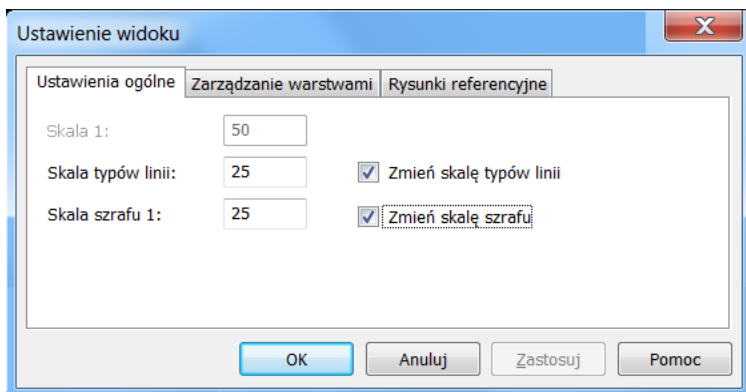 Ustawienie widoku
Ustawienia ogólne Zarządzanie warstwami Rysunki referencyjne
Skala 1: 50
Skala typów linii: 25 Zmień skalę typów linii
Skala szrafu 1: 25 Zmień skalę szrafu
OK Anuluj Zastosuj Pomoc